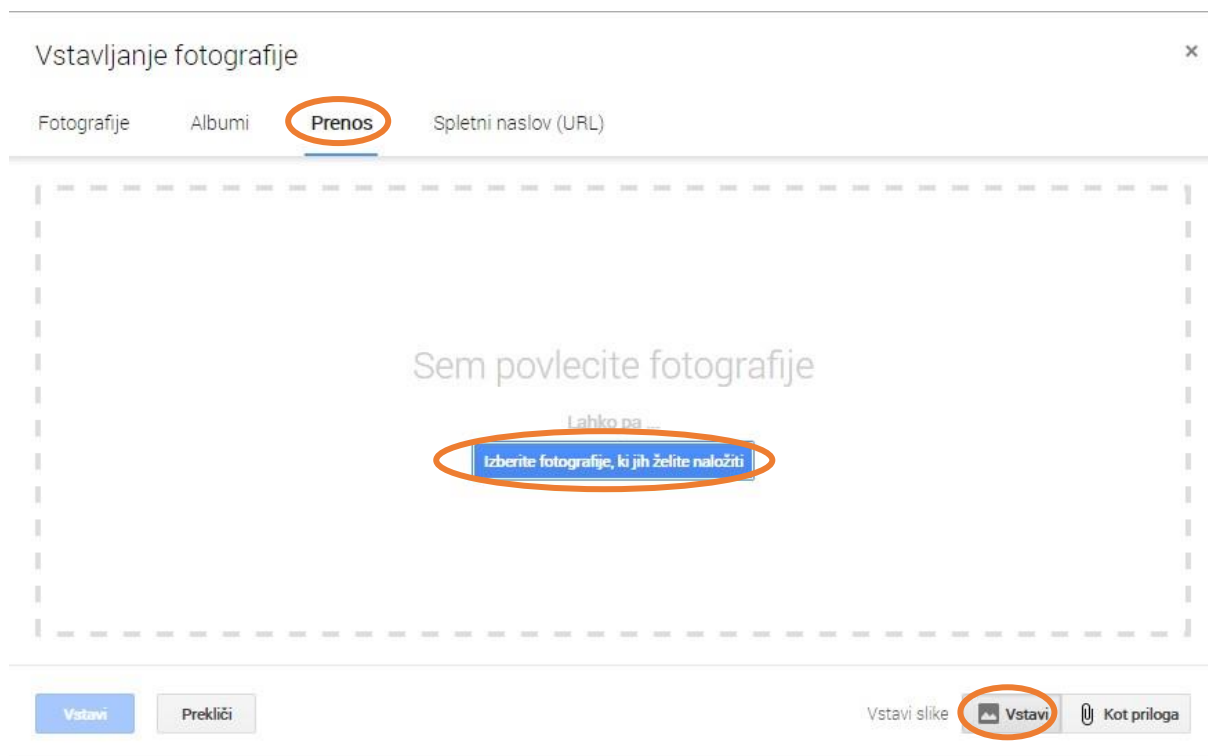 Vstavljanje fotografije ×
Fotografije Albumi Prenos Spletni naslov (URL)
Sem povlecite fotografije
Lahko pa ...
Izberite fotografije, ki jih želite naložiti
Vstavi Prekliči Vstavi slike Vstavi Kot priloga